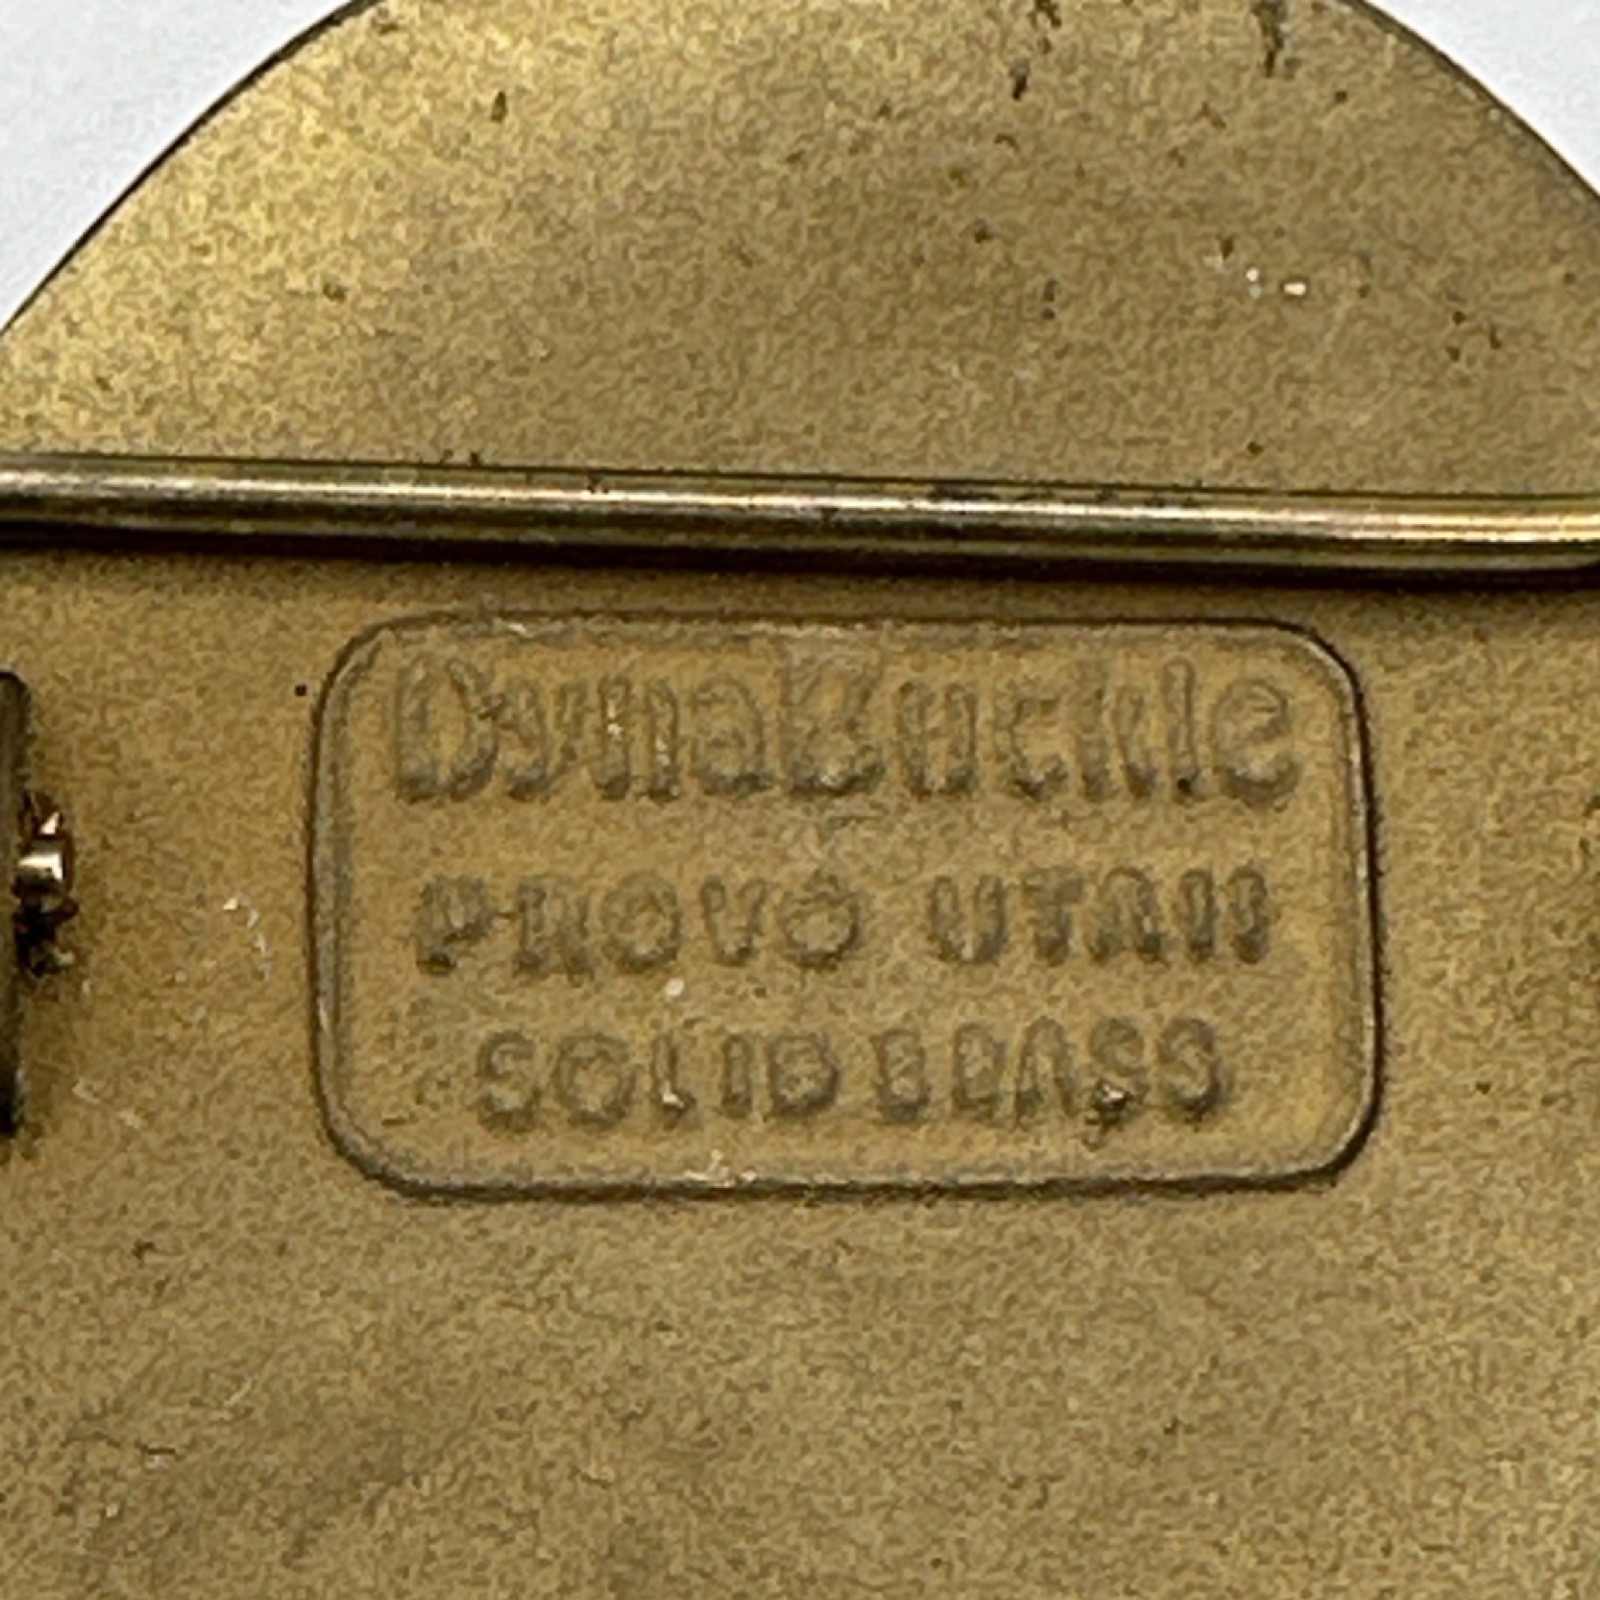 DynaBuckle
PROVO UTAH
SOLID BRASS